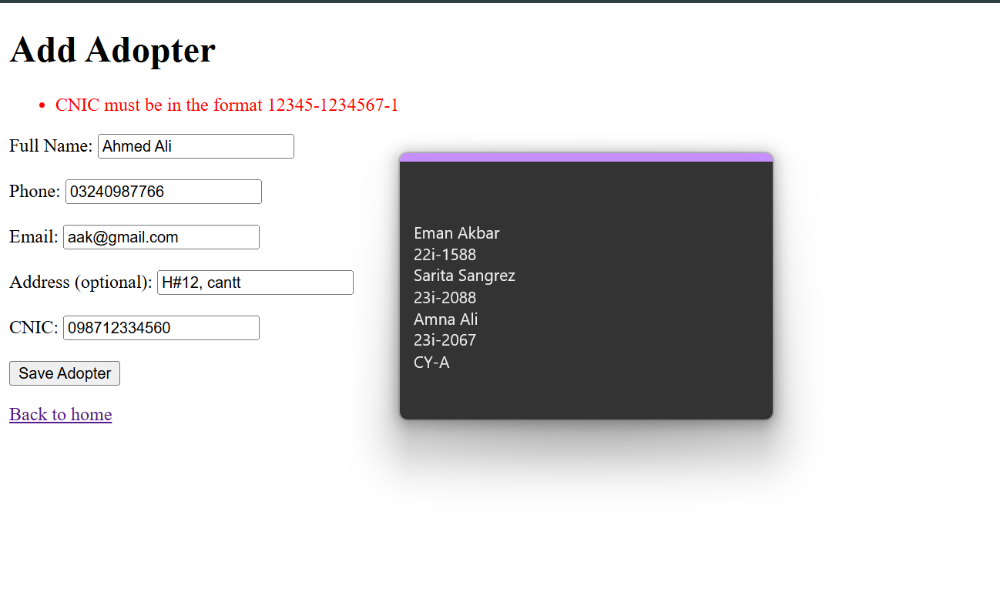 Add Adopter
CNIC must be in the format 12345-1234567-1
Full Name: Ahmed Ali
Phone: 03240987766
Email: aak@gmail.com
Address (optional): H#12, cantt
CNIC: 098712334560
Save Adopter
Back to home
Eman Akbar
22i-1588
Sarita Sangrez
23i-2088
Amna Ali
23i-2067
CY-A